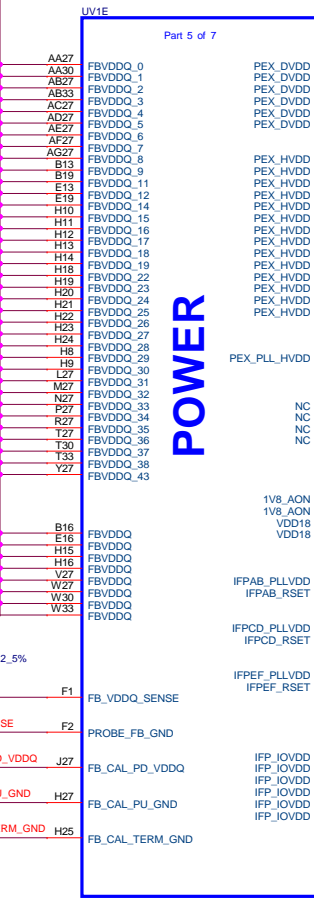 UV1E
Part 5 of 7
AA27 FBVDDQ_0 PEX_DVDD
AA30 FBVDDQ_1 PEX_DVDD
AB27 FBVDDQ_2 PEX_DVDD
AB33 FBVDDQ_3 PEX_DVDD
AC27 FBVDDQ_4 PEX_DVDD
AD27 FBVDDQ_5 PEX_DVDD
AE27 FBVDDQ_6
AF27 FBVDDQ_7
AG27 FBVDDQ_8 PEX_HVDD
B13 FBVDDQ_9 PEX_HVDD
B19 FBVDDQ_11 PEX_HVDD
E13 FBVDDQ_12 PEX_HVDD
E19 FBVDDQ_14 PEX_HVDD
H10 FBVDDQ_15 PEX_HVDD
H11 FBVDDQ_16 PEX_HVDD
H12 FBVDDQ_17 PEX_HVDD
H13 FBVDDQ_18 PEX_HVDD
H14 FBVDDQ_19 PEX_HVDD
H18 FBVDDQ_22 PEX_HVDD
H19 FBVDDQ_23 PEX_HVDD
H20 FBVDDQ_24 PEX_HVDD
H21 FBVDDQ_25 PEX_HVDD
H22 FBVDDQ_26
H23 FBVDDQ_27
H24 FBVDDQ_28
H8 FBVDDQ_29 PEX_PLL_HVDD
H9 FBVDDQ_30
L27 FBVDDQ_31
M27 FBVDDQ_32
N27 FBVDDQ_33 NC
P27 FBVDDQ_34 NC
R27 FBVDDQ_35 NC
T27 FBVDDQ_36 NC
T30 FBVDDQ_37
T33 FBVDDQ_38
Y27 FBVDDQ_43
POWER
1V8_AON
1V8_AON
VDD18
B16 FBVDDQ VDD18
E16 FBVDDQ
H15 FBVDDQ
H16 FBVDDQ
V27 FBVDDQ IFPAB_PLLVDD
W27 FBVDDQ IFPAB_RSET
W30 FBVDDQ
W33 FBVDDQ
IFPCD_PLLVDD
IFPCD_RSET
2_5%
IFPEF_PLLVDD
IFPEF_RSET
F1 FB_VDDQ_SENSE
SE F2 PROBE_FB_GND
D_VDDQ J27 FB_CAL_PD_VDDQ
IFP_IOVDD
IFP_IOVDD
IFP_IOVDD
IFP_IOVDD
IFP_IOVDD
IFP_IOVDD
U_GND H27 FB_CAL_PU_GND
ERM_GND H25 FB_CAL_TERM_GND